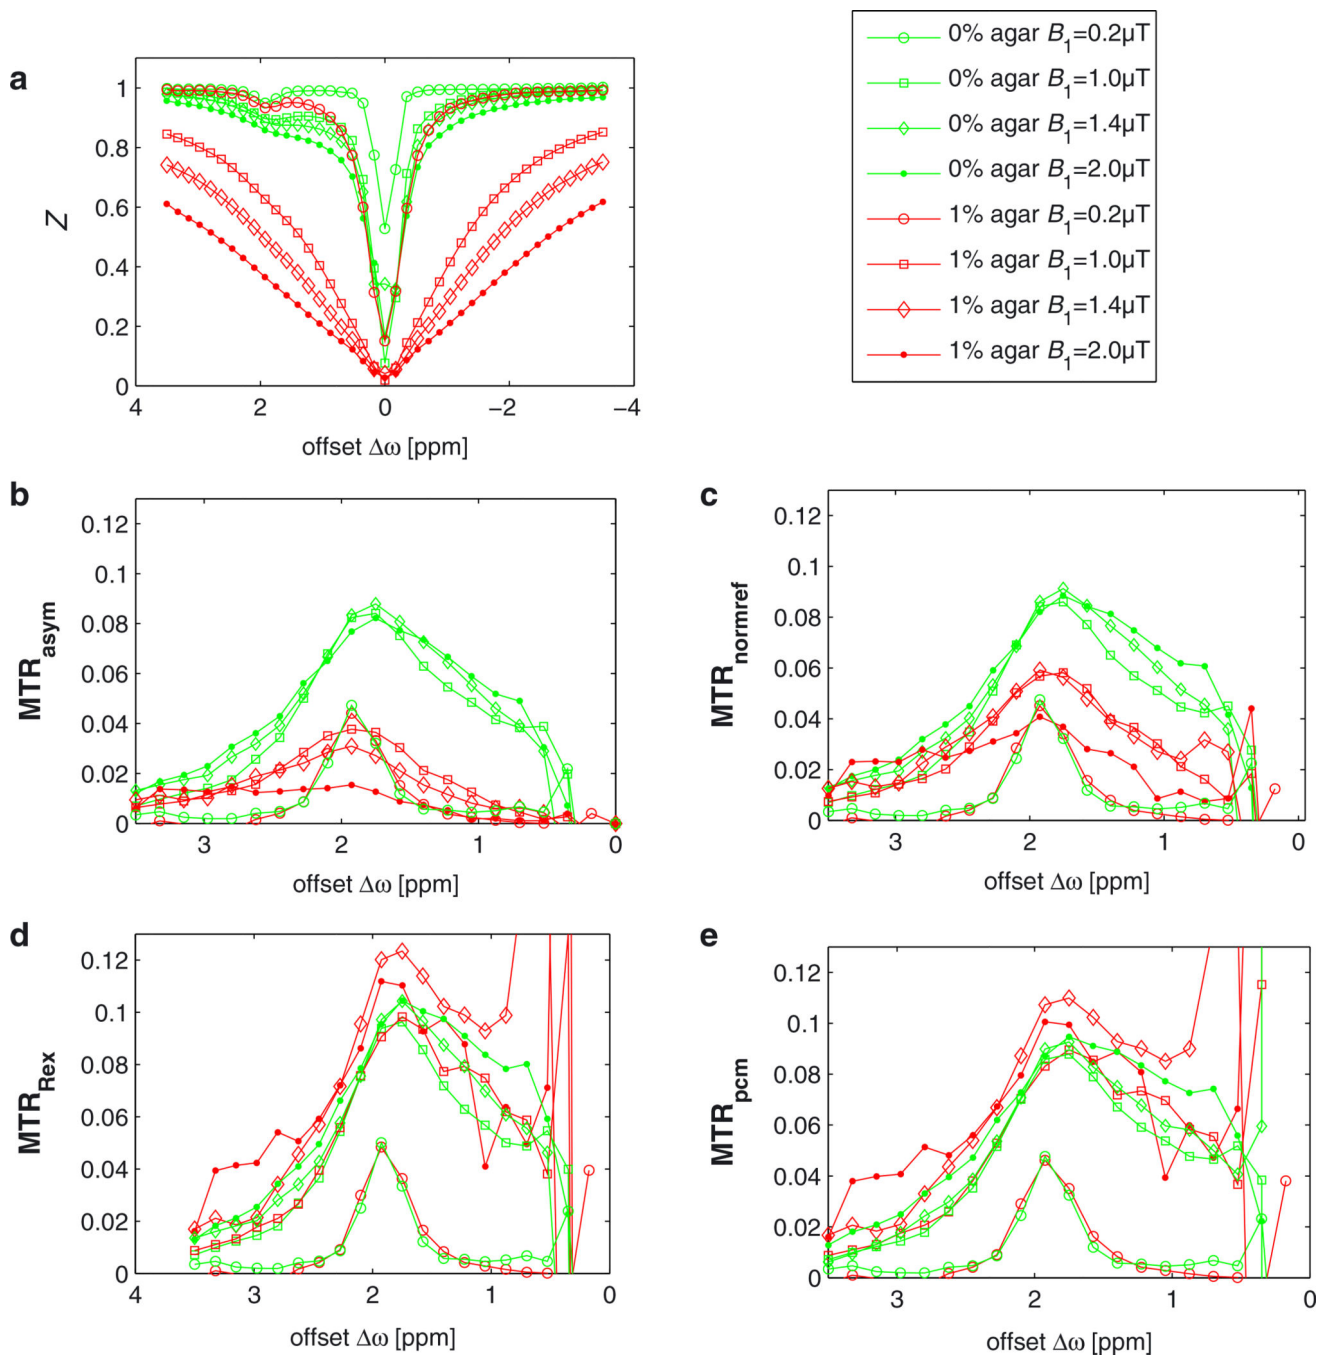 a
1
0.8
0.6
0.4
0.2
0
Z
4 2 0 −2 −4
offset Δω [ppm]
0% agar B1=0.2µT
0% agar B1=1.0µT
0% agar B1=1.4µT
0% agar B1=2.0µT
1% agar B1=0.2µT
1% agar B1=1.0µT
1% agar B1=1.4µT
1% agar B1=2.0µT
b
0.12
0.1
0.08
0.06
0.04
0.02
0
MTRasym
3 2 1 0
offset Δω [ppm]
c
0.12
0.1
0.08
0.06
0.04
0.02
0
MTRnormref
3 2 1 0
offset Δω [ppm]
d
0.12
0.1
0.08
0.06
0.04
0.02
0
MTRRex
4 3 2 1 0
offset Δω [ppm]
e
0.12
0.1
0.08
0.06
0.04
0.02
0
MTRpcm
3 2 1 0
offset Δω [ppm]